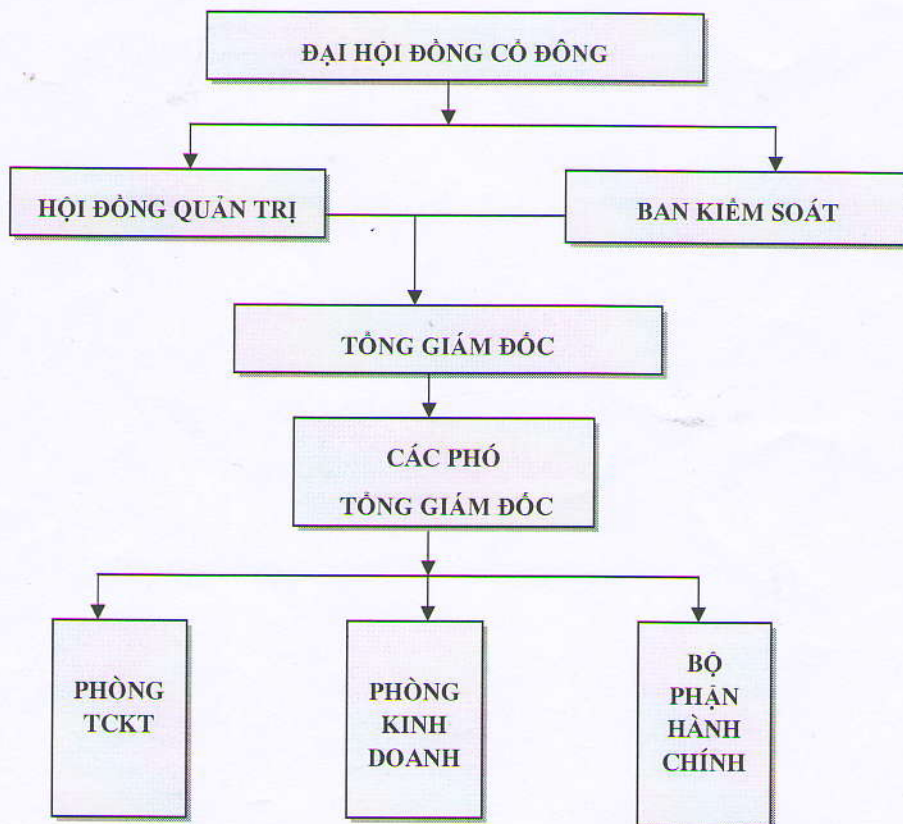 ĐẠI HỘI ĐỒNG CỔ ĐÔNG
HỘI ĐỒNG QUẢN TRỊ
BAN KIỂM SOÁT
TỔNG GIÁM ĐỐC
CÁC PHÓ
TỔNG GIÁM ĐỐC
PHÒNG
TCKT
PHÒNG
KINH
DOANH
BỘ
PHẬN
HÀNH
CHÍNH